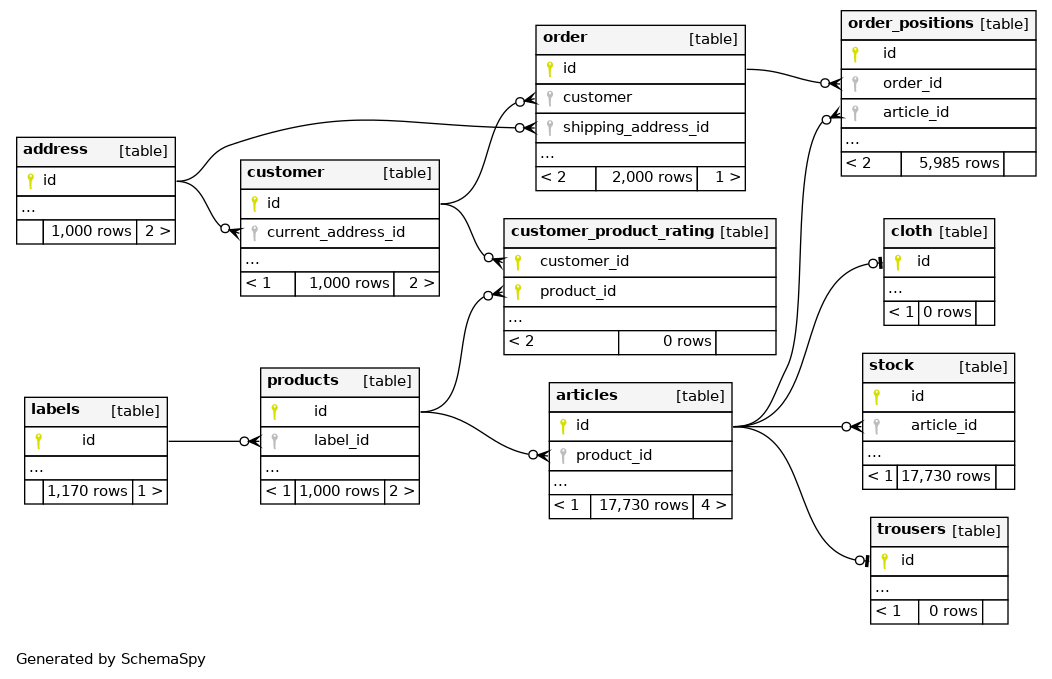 address [table]
id
...
1,000 rows 2 >
customer [table]
id
current_address_id
...
< 1 1,000 rows 2 >
order [table]
id
customer
shipping_address_id
...
< 2 2,000 rows 1 >
order_positions [table]
id
order_id
article_id
...
< 2 5,985 rows
customer_product_rating [table]
customer_id
product_id
...
< 2 0 rows
cloth [table]
id
...
< 1 0 rows
labels [table]
id
...
1,170 rows 1 >
products [table]
id
label_id
...
< 1 1,000 rows 2 >
articles [table]
id
product_id
...
< 1 17,730 rows 4 >
stock [table]
id
article_id
...
< 1 17,730 rows
trousers [table]
id
...
< 1 0 rows
Generated by SchemaSpy